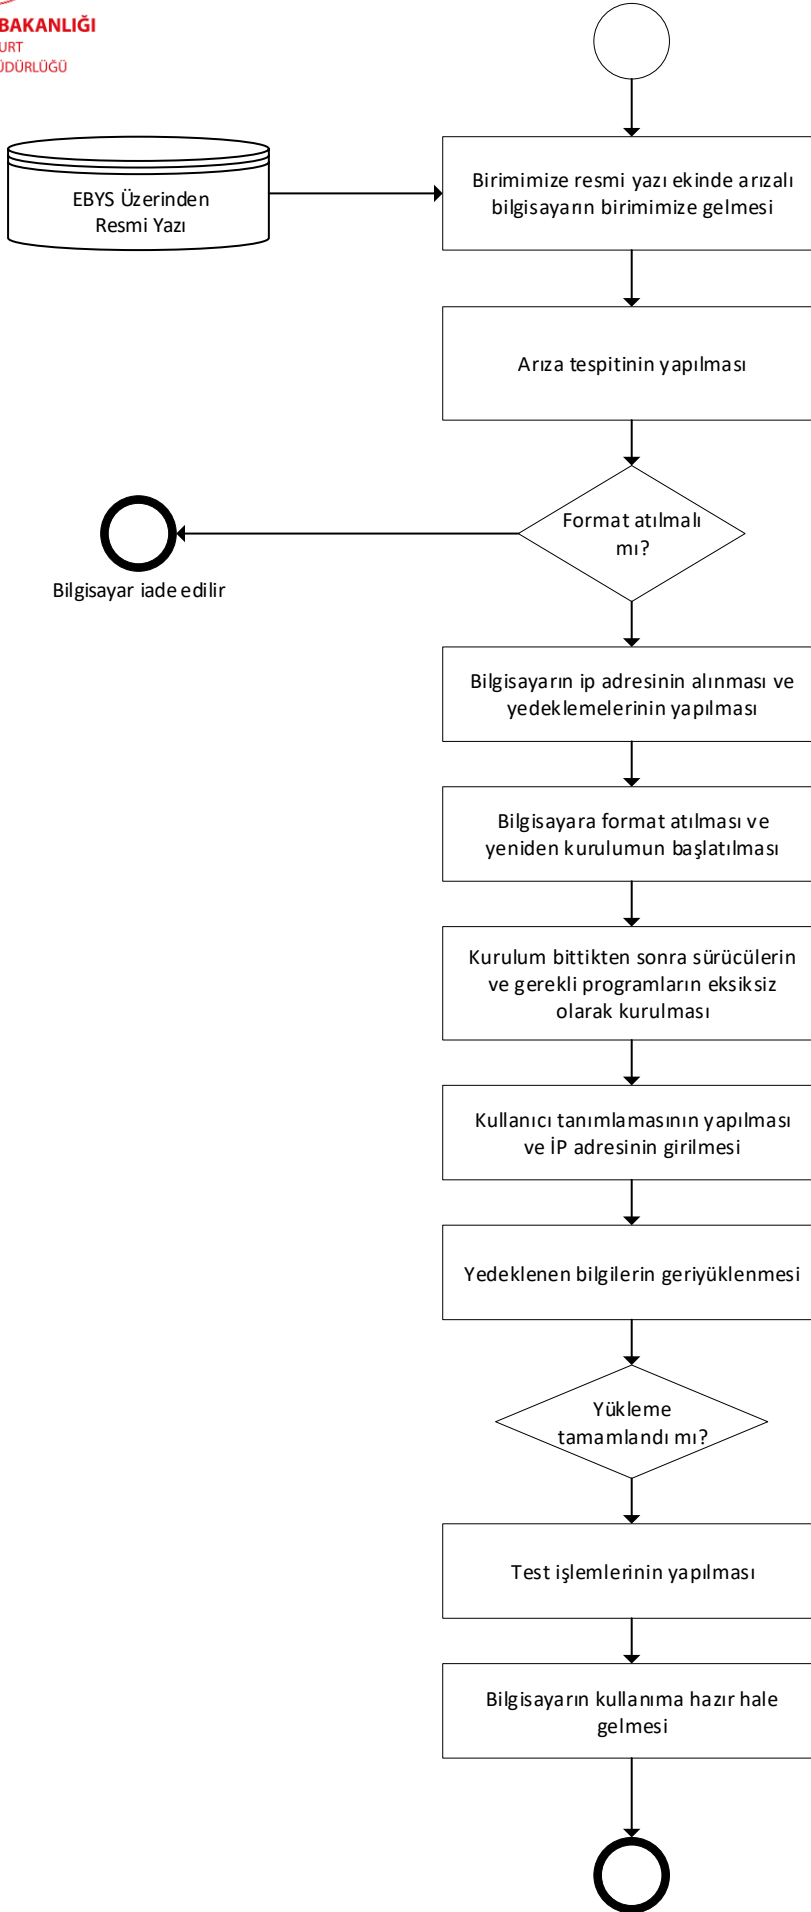 BAKANLIĞI
URT
ÜDÜRLÜĞÜ
EBYS Üzerinden
Resmi Yazı
Birimimize resmi yazı ekinde arızalı
bilgisayarın birimimize gelmesi
Arıza tespitinin yapılması
Format atılmalı
mı?
Bilgisayar iade edilir
Bilgisayarın ip adresinin alınması ve
yedeklemelerinin yapılması
Bilgisayara format atılması ve
yeniden kurulumun başlatılması
Kurulum bittikten sonra sürücülerin
ve gerekli programların eksiksiz
olarak kurulması
Kullanıcı tanımlamasının yapılması
ve İP adresinin girilmesi
Yedeklenen bilgilerin geriyüklenmesi
Yükleme
tamamlandı mı?
Test işlemlerinin yapılması
Bilgisayarın kullanıma hazır hale
gelmesi